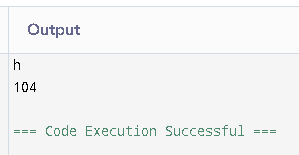 Output
h
104
=== Code Execution Successful ===